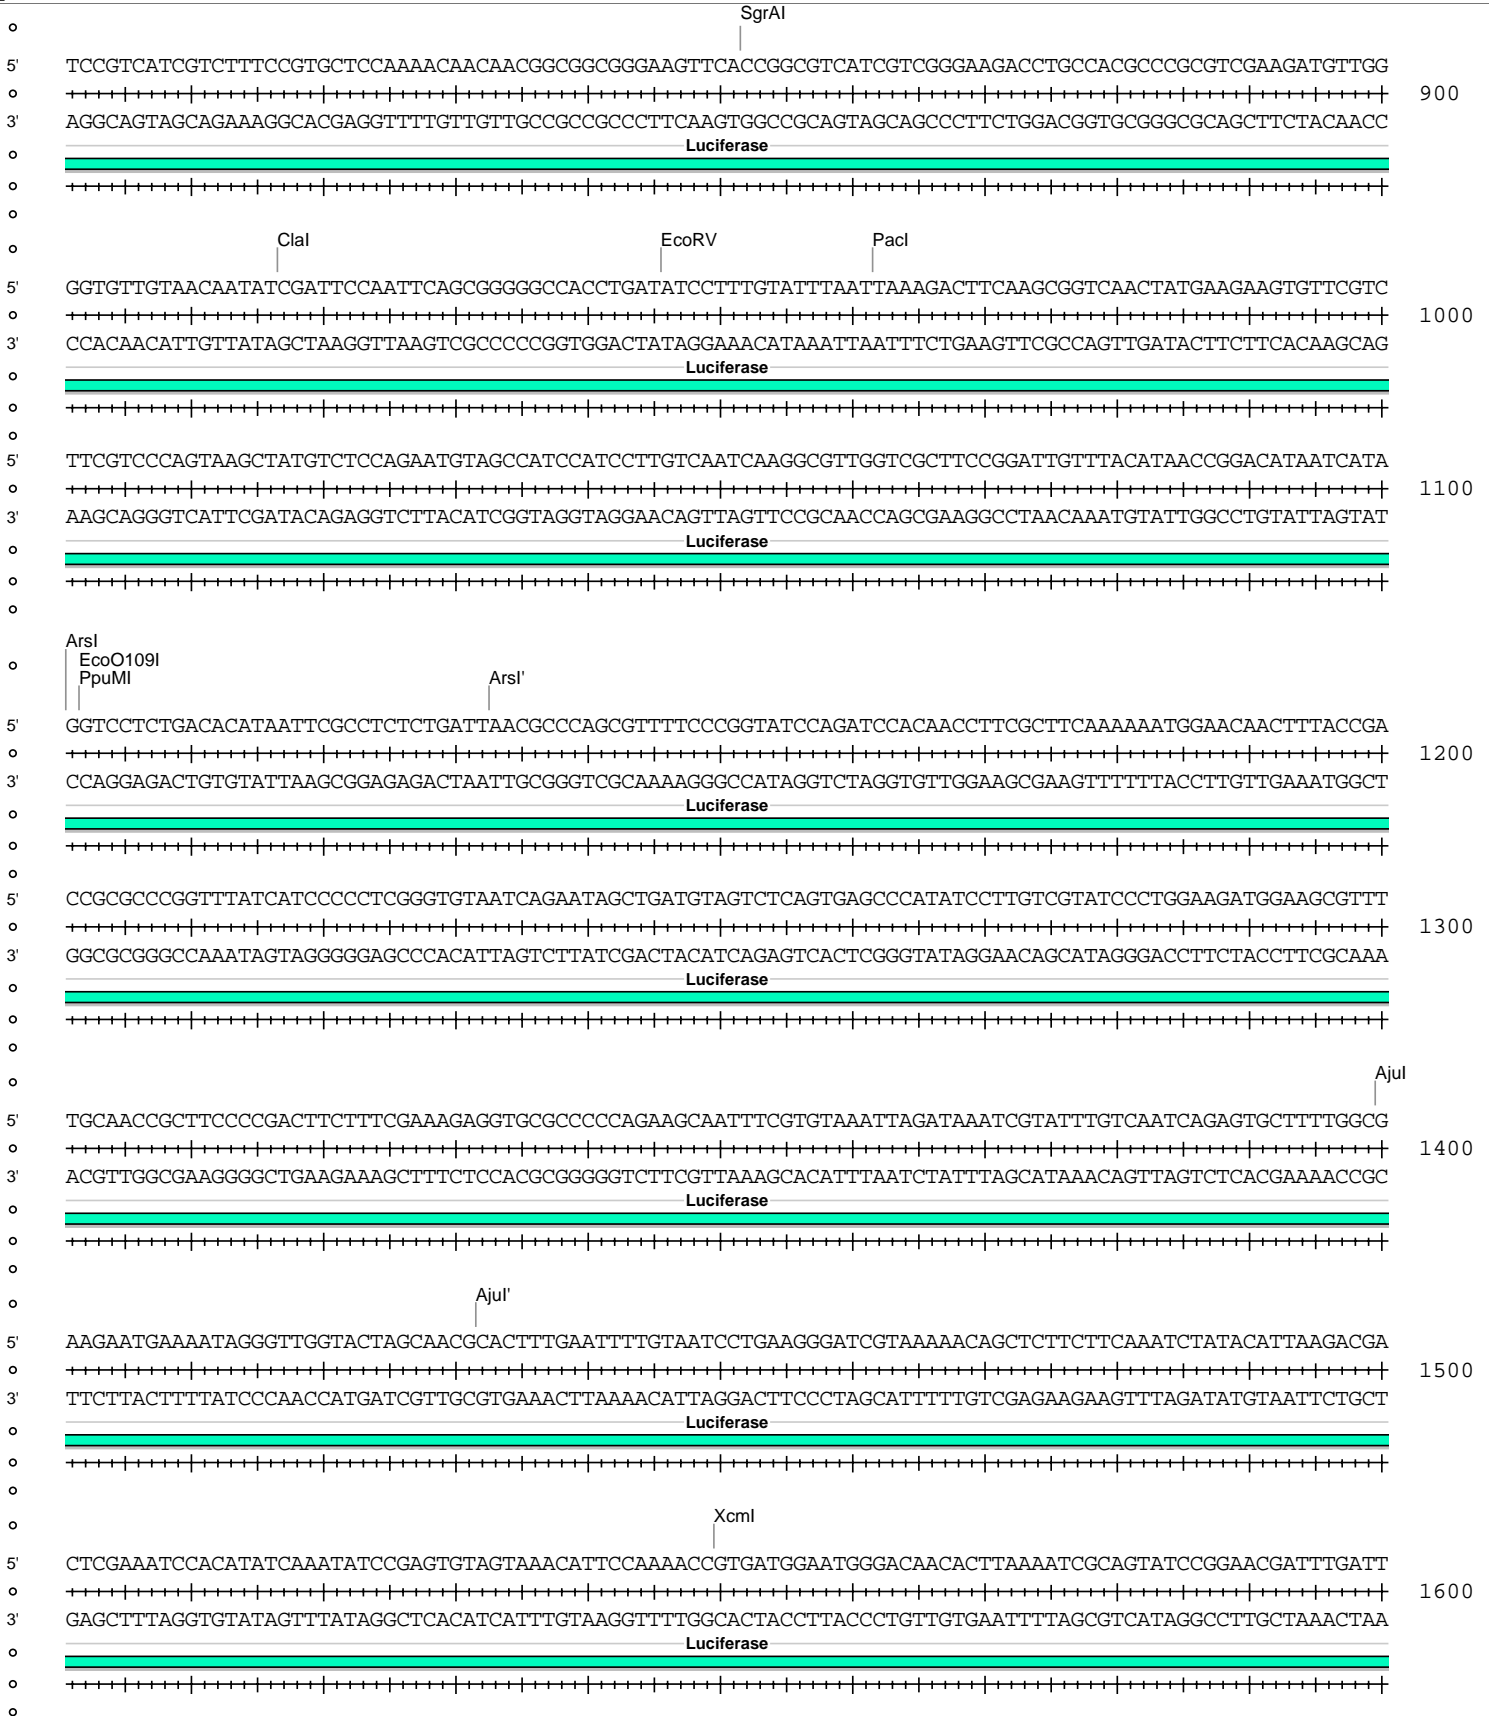 SgrAI
5' TCCGTCATCGTCTTTCCGTGCTCCAAAACAACAACGGCGGCGGGAAGTTCACCGGCGTCATCGTCGGGAAGACCTGCCACGCCCGCGTCGAAGATGTTGG
900
3' AGGCAGTAGCAGAAAGGCACGAGGTTTTGTTGTTGCCGCCGCCCTTCAAGTGGCCGCAGTAGCAGCCCTTCTGGACGGTGCGGGCGCAGCTTCTACAACC
Luciferase
ClaI EcoRV PacI
5' GGTGTTGTAACAATATCGATTCCAATTCAGCGGGGGCCACCTGATATCCTTTGTATTTAATTAAAGACTTCAAGCGGTCAACTATGAAGAAGTGTTCGTC
1000
3' CCACAACATTGTTATAGCTAAGGTTAAGTCGCCCCCGGTGGACTATAGGAAACATAAATTAATTTCTGAAGTTCGCCAGTTGATACTTCTTCACAAGCAG
Luciferase
5' TTCGTCCCAGTAAGCTATGTCTCCAGAATGTAGCCATCCATCCTTGTCAATCAAGGCGTTGGTCGCTTCCGGATTGTTTACATAACCGGACATAATCATA
1100
3' AAGCAGGGTCATTCGATACAGAGGTCTTACATCGGTAGGTAGGAACAGTTAGTTCCGCAACCAGCGAAGGCCTAACAAATGTATTGGCCTGTATTAGTAT
Luciferase
ArsI
EcoO109I
PpuMI ArsI'
5' GGTCCTCTGACACATAATTCGCCTCTCTGATTAACGCCCAGCGTTTTCCCGGTATCCAGATCCACAACCTTCGCTTCAAAAAATGGAACAACTTTACCGA
1200
3' CCAGGAGACTGTGTATTAAGCGGAGAGACTAATTGCGGGTCGCAAAAGGGCCATAGGTCTAGGTGTTGGAAGCGAAGTTTTTTACCTTGTTGAAATGGCT
Luciferase
5' CCGCGCCCGGTTTATCATCCCCCTCGGGTGTAATCAGAATAGCTGATGTAGTCTCAGTGAGCCCATATCCTTGTCGTATCCCTGGAAGATGGAAGCGTTT
1300
3' GGCGCGGGCCAAATAGTAGGGGGAGCCCACATTAGTCTTATCGACTACATCAGAGTCACTCGGGTATAGGAACAGCATAGGGACCTTCTACCTTCGCAAA
Luciferase
AjuI
5' TGCAACCGCTTCCCCGACTTCTTTCGAAAGAGGTGCGCCCCCAGAAGCAATTTCGTGTAAATTAGATAAATCGTATTTGTCAATCAGAGTGCTTTTGGCG
1400
3' ACGTTGGCGAAGGGGCTGAAGAAAGCTTTCTCCACGCGGGGGTCTTCGTTAAAGCACATTTAATCTATTTAGCATAAACAGTTAGTCTCACGAAAACCGC
Luciferase
AjuI'
5' AAGAATGAAAATAGGGTTGGTACTAGCAACGCACTTTGAATTTTGTAATCCTGAAGGGATCGTAAAAACAGCTCTTCTTCAAATCTATACATTAAGACGA
1500
3' TTCTTACTTTTATCCCAACCATGATCGTTGCGTGAAACTTAAAACATTAGGACTTCCCTAGCATTTTTGTCGAGAAGAAGTTTAGATATGTAATTCTGCT
Luciferase
XcmI
5' CTCGAAATCCACATATCAAATATCCGAGTGTAGTAAACATTCCAAAACCGTGATGGAATGGGACAACACTTAAAATCGCAGTATCCGGAACGATTTGATT
1600
3' GAGCTTTAGGTGTATAGTTTATAGGCTCACATCATTTGTAAGGTTTTGGCACTACCTTACCCTGTTGTGAATTTTAGCGTCATAGGCCTTGCTAAACTAA
Luciferase